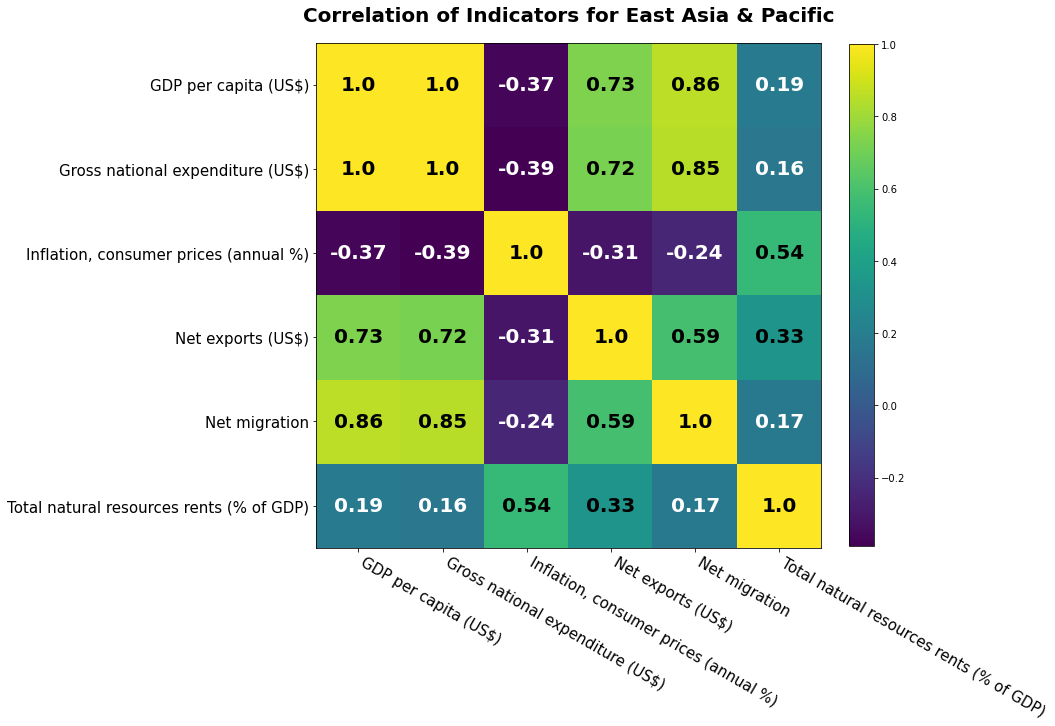 Correlation of Indicators for East Asia & Pacific
GDP per capita (US$) 1.0 1.0 -0.37 0.73 0.86 0.19
Gross national expenditure (US$) 1.0 1.0 -0.39 0.72 0.85 0.16
Inflation, consumer prices (annual %) -0.37 -0.39 1.0 -0.31 -0.24 0.54
Net exports (US$) 0.73 0.72 -0.31 1.0 0.59 0.33
Net migration 0.86 0.85 -0.24 0.59 1.0 0.17
Total natural resources rents (% of GDP) 0.19 0.16 0.54 0.33 0.17 1.0
GDP per capita (US$)
Gross national expenditure (US$)
Inflation, consumer prices (annual %)
Net exports (US$)
Net migration
Total natural resources rents (% of GDP)
1.0
0.8
0.6
0.4
0.2
0.0
−0.2